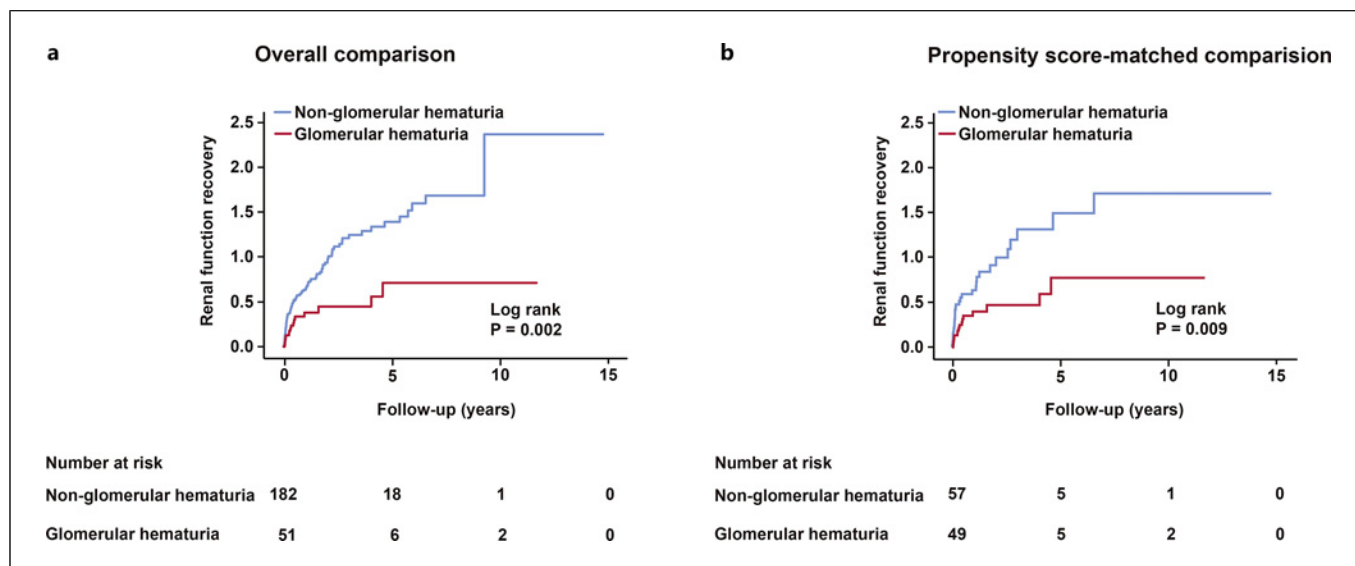 a
Overall comparison
Non-glomerular hematuria
Glomerular hematuria
Renal function recovery
2.5
2.0
1.5
1.0
0.5
0.0
Log rank
P = 0.002
0 5 10 15
Follow-up (years)
Number at risk
Non-glomerular hematuria 182 18 1 0
Glomerular hematuria 51 6 2 0
b
Propensity score-matched comparision
Non-glomerular hematuria
Glomerular hematuria
Renal function recovery
2.5
2.0
1.5
1.0
0.5
0.0
Log rank
P = 0.009
0 5 10 15
Follow-up (years)
Number at risk
Non-glomerular hematuria 57 5 1 0
Glomerular hematuria 49 5 2 0